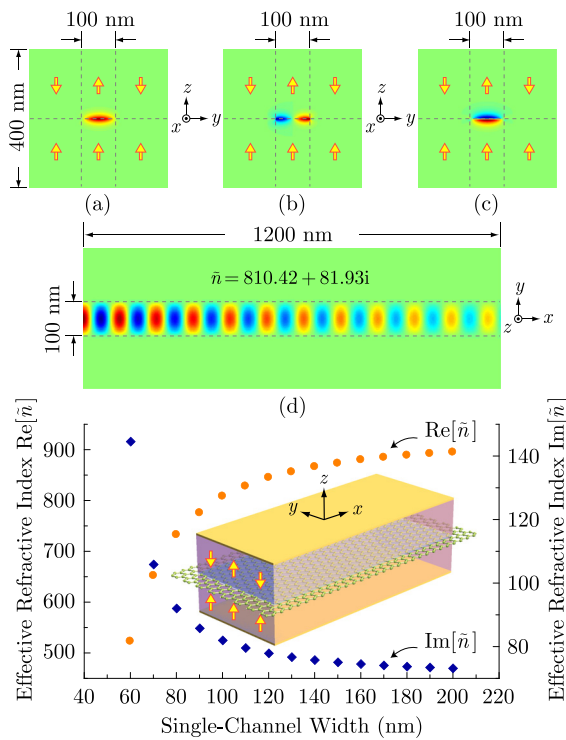 100 nm 100 nm 100 nm
400 nm
z x y z x y
(a) (b) (c)
1200 nm
ñ = 810.42 + 81.93i
100 nm
y z x
(d)
Effective Refractive Index Re[ñ]
900
800
700
600
500
Re[ñ]
z
y x
Im[ñ]
Effective Refractive Index Im[ñ]
140
120
100
80
40 60 80 100 120 140 160 180 200 220
Single-Channel Width (nm)